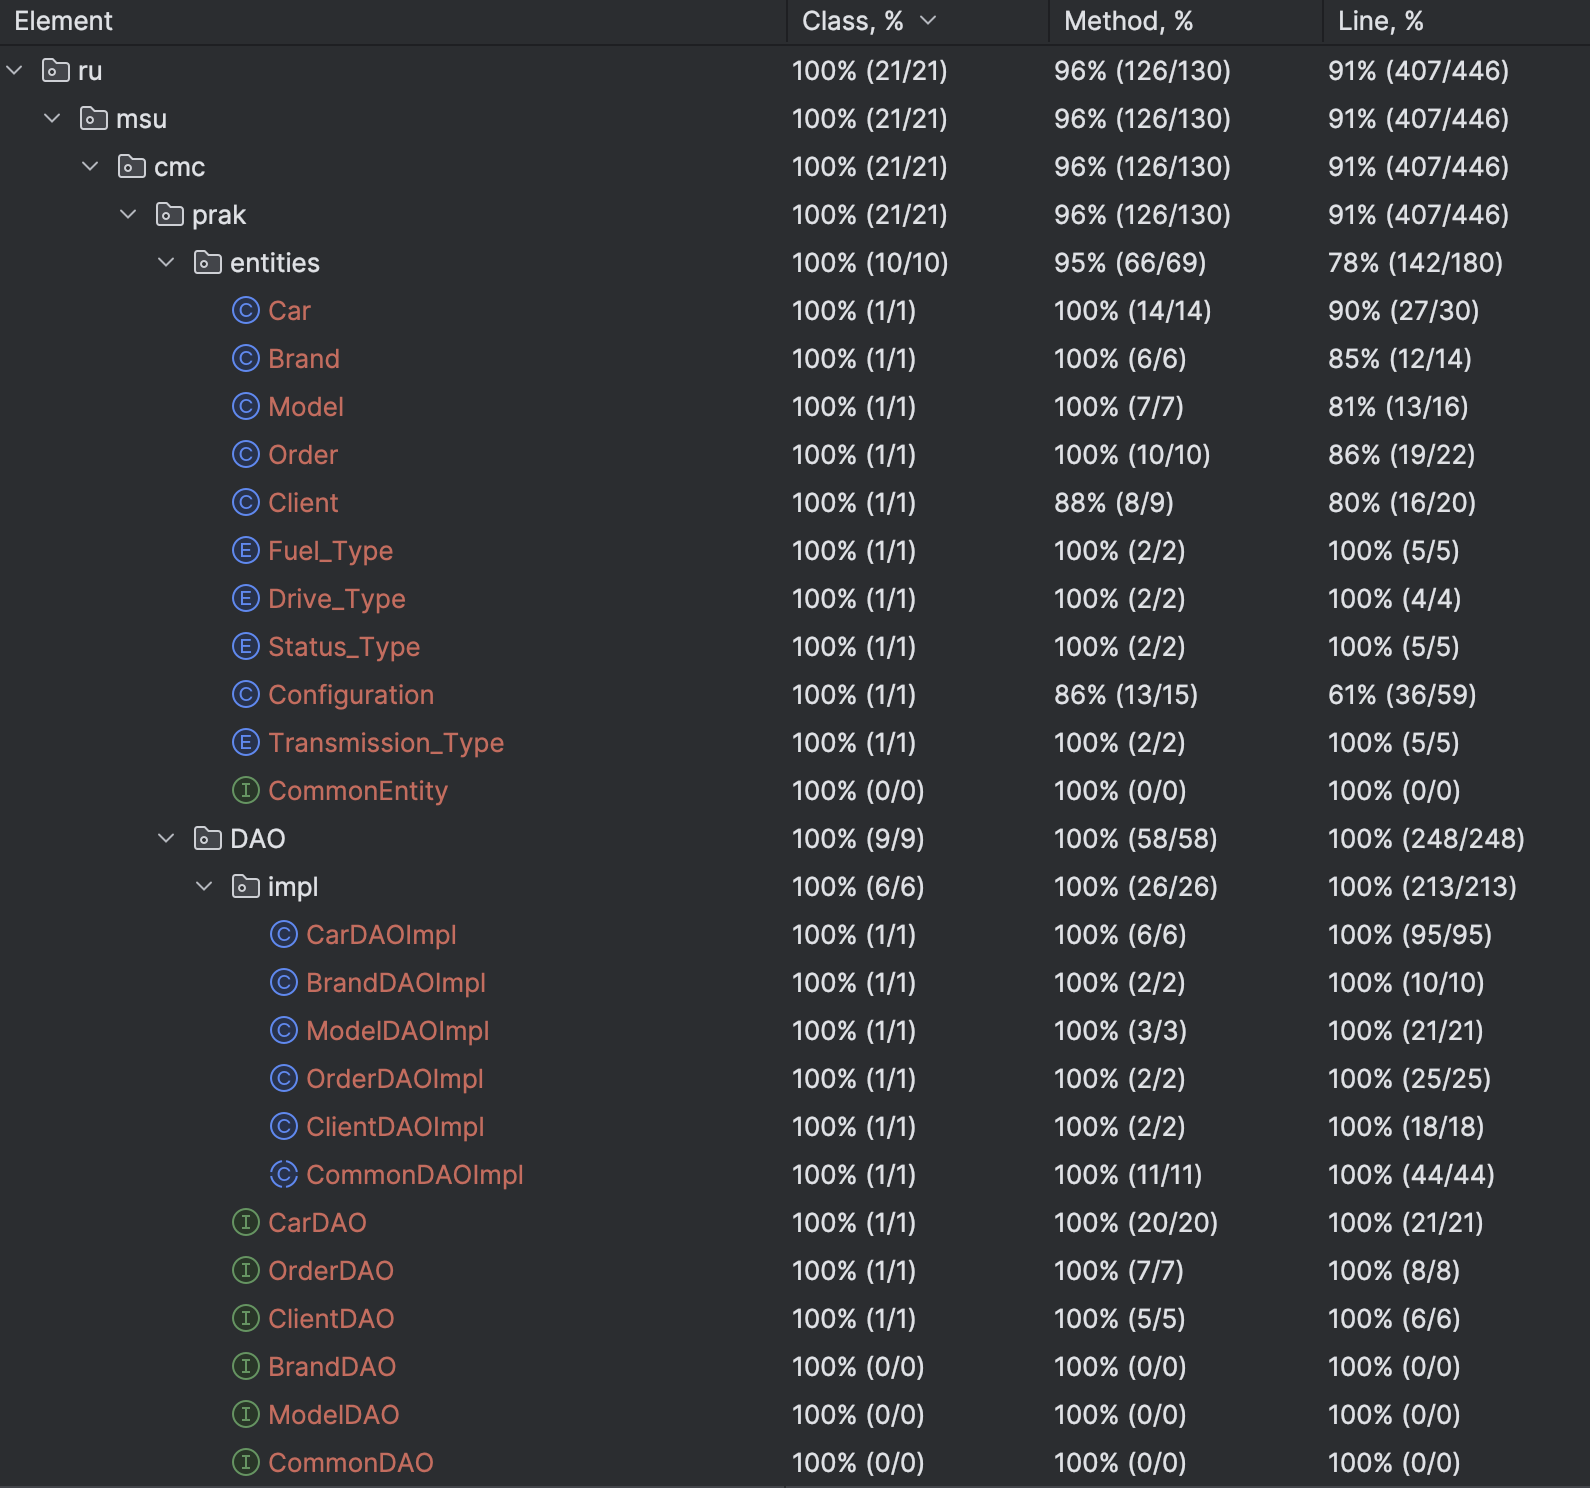 Element Class, % Method, % Line, %
ru 100% (21/21) 96% (126/130) 91% (407/446)
msu 100% (21/21) 96% (126/130) 91% (407/446)
cmc 100% (21/21) 96% (126/130) 91% (407/446)
prak 100% (21/21) 96% (126/130) 91% (407/446)
entities 100% (10/10) 95% (66/69) 78% (142/180)
C Car 100% (1/1) 100% (14/14) 90% (27/30)
C Brand 100% (1/1) 100% (6/6) 85% (12/14)
C Model 100% (1/1) 100% (7/7) 81% (13/16)
C Order 100% (1/1) 100% (10/10) 86% (19/22)
C Client 100% (1/1) 88% (8/9) 80% (16/20)
E Fuel_Type 100% (1/1) 100% (2/2) 100% (5/5)
E Drive_Type 100% (1/1) 100% (2/2) 100% (4/4)
E Status_Type 100% (1/1) 100% (2/2) 100% (5/5)
C Configuration 100% (1/1) 86% (13/15) 61% (36/59)
E Transmission_Type 100% (1/1) 100% (2/2) 100% (5/5)
I CommonEntity 100% (0/0) 100% (0/0) 100% (0/0)
DAO 100% (9/9) 100% (58/58) 100% (248/248)
impl 100% (6/6) 100% (26/26) 100% (213/213)
C CarDAOImpl 100% (1/1) 100% (6/6) 100% (95/95)
C BrandDAOImpl 100% (1/1) 100% (2/2) 100% (10/10)
C ModelDAOImpl 100% (1/1) 100% (3/3) 100% (21/21)
C OrderDAOImpl 100% (1/1) 100% (2/2) 100% (25/25)
C ClientDAOImpl 100% (1/1) 100% (2/2) 100% (18/18)
C CommonDAOImpl 100% (1/1) 100% (11/11) 100% (44/44)
I CarDAO 100% (1/1) 100% (20/20) 100% (21/21)
I OrderDAO 100% (1/1) 100% (7/7) 100% (8/8)
I ClientDAO 100% (1/1) 100% (5/5) 100% (6/6)
I BrandDAO 100% (0/0) 100% (0/0) 100% (0/0)
I ModelDAO 100% (0/0) 100% (0/0) 100% (0/0)
I CommonDAO 100% (0/0) 100% (0/0) 100% (0/0)